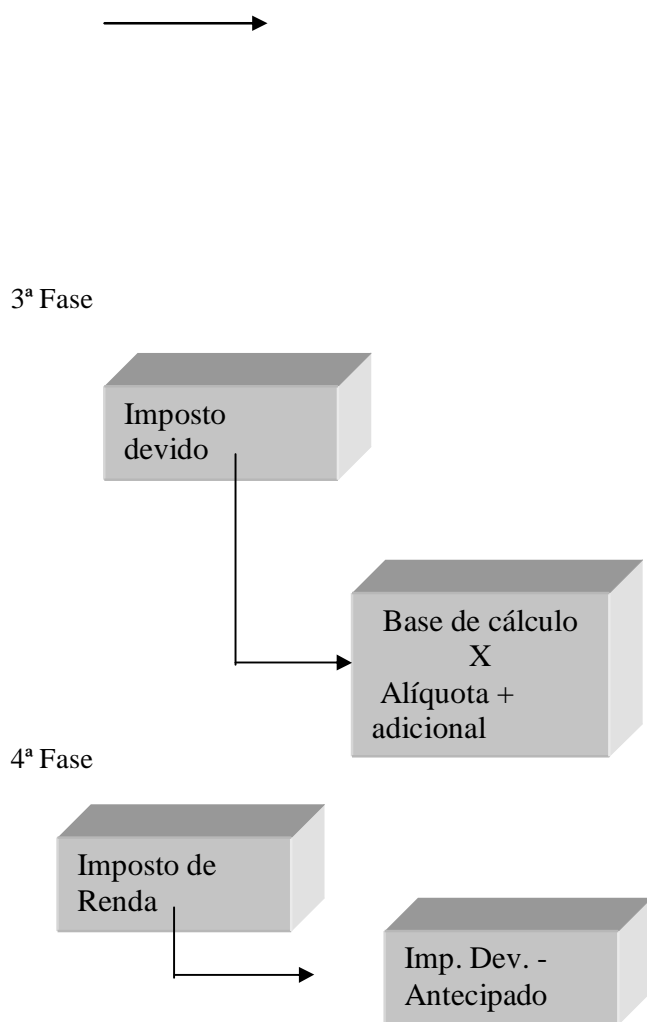 3ª Fase
Imposto
devido
Base de cálculo
X
Alíquota +
adicional
4ª Fase
Imposto de
Renda
Imp. Dev. -
Antecipado